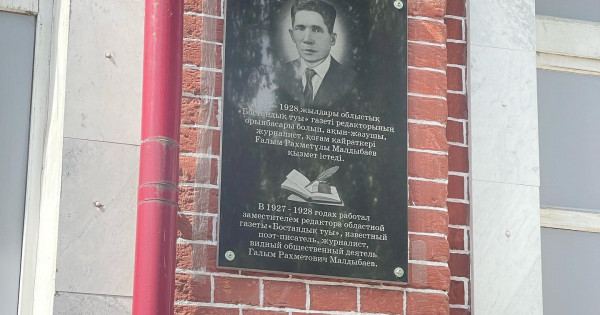 - 1928 жылдары облыстық
«Бостандық туы» газеті редакторының
орынбасары болып, ақын-жазушы,
журналист, қоғам қайраткері
Ғалым Рахметұлы Малдыбаев
қызмет істеді.
В 1927 - 1928 годах работал
заместителем редактора областной
газеты «Бостандық туы», известный
поэт-писатель, журналист,
видный общественный деятель
Галым Рахметович Малдыбаев.